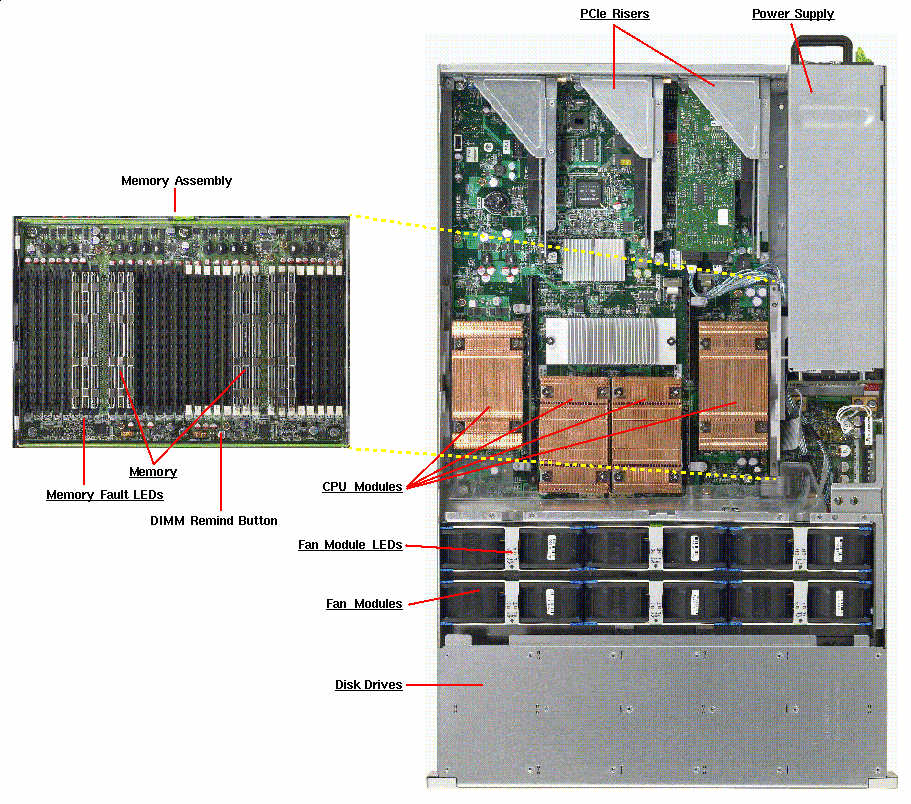 PCIe Risers
Power Supply
Memory Assembly
Memory
Memory Fault LEDs
DIMM Remind Button
CPU Modules
Fan Module LEDs
Fan Modules
Disk Drives